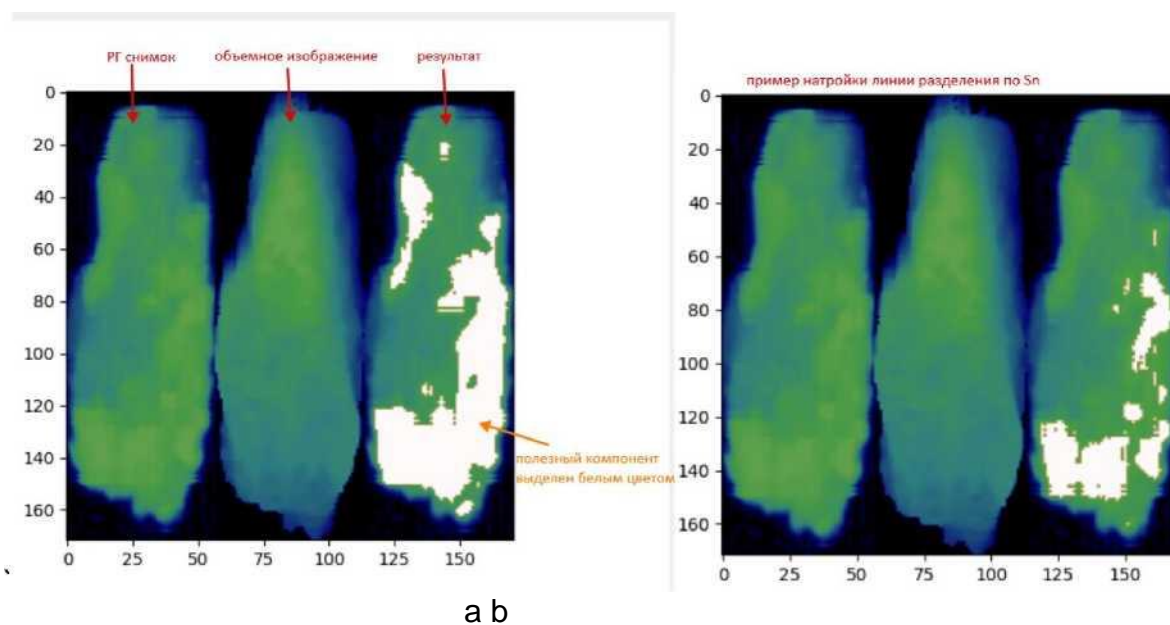 РГ снимок
объемное изображение
результат
пример натройки линии разделения по Sn
0
20
40
60
80
100
120
140
160
0 25 50 75 100 125 150
полезный компонент
выделен белым цветом
0
20
40
60
80
100
120
140
160
0 25 50 75 100 125 150
a b